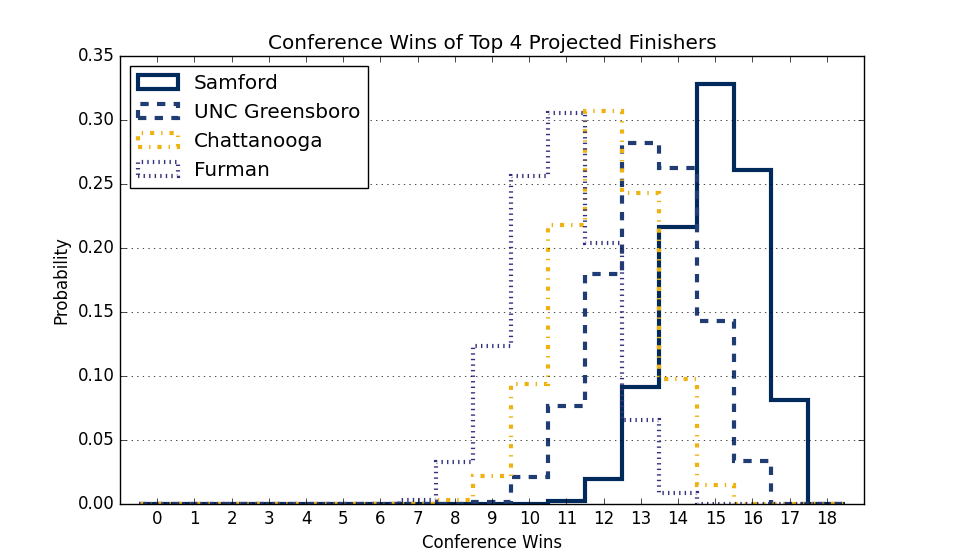 Conference Wins of Top 4 Projected Finishers
Samford
UNC Greensboro
Chattanooga
Furman
0.35
0.30
0.25
0.20
0.15
0.10
0.05
0.00
Probability
0 1 2 3 4 5 6 7 8 9 10 11 12 13 14 15 16 17 18
Conference Wins